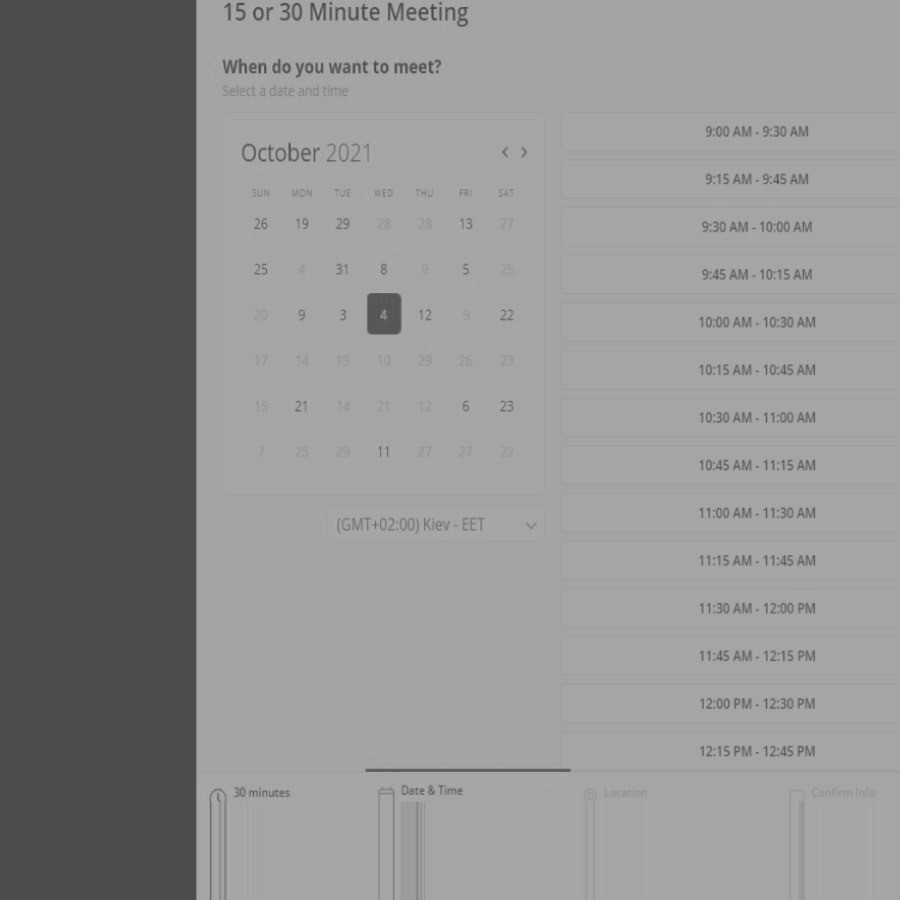 15 or 30 Minute Meeting
When do you want to meet?
Select a date and time
October 2021
SUN MON TUE WED THU FRI SAT
26 19 29 28 28 13 27
25 4 31 8 9 5 25
20 9 3 4 12 9 22
17 14 19 10 29 26 23
15 21 14 21 12 6 23
7 25 29 11 27 27 22
(GMT+02:00) Kiev - EET
9:00 AM - 9:30 AM
9:15 AM - 9:45 AM
9:30 AM - 10:00 AM
9:45 AM - 10:15 AM
10:00 AM - 10:30 AM
10:15 AM - 10:45 AM
10:30 AM - 11:00 AM
10:45 AM - 11:15 AM
11:00 AM - 11:30 AM
11:15 AM - 11:45 AM
11:30 AM - 12:00 PM
11:45 AM - 12:15 PM
12:00 PM - 12:30 PM
12:15 PM - 12:45 PM
30 minutes
Date & Time
Location
Confirm Info